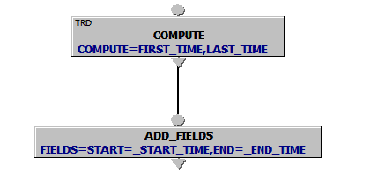 TRD
COMPUTE
COMPUTE=FIRST_TIME,LAST_TIME
ADD_FIELDS
FIELDS=START=_START_TIME,END=_END_TIME